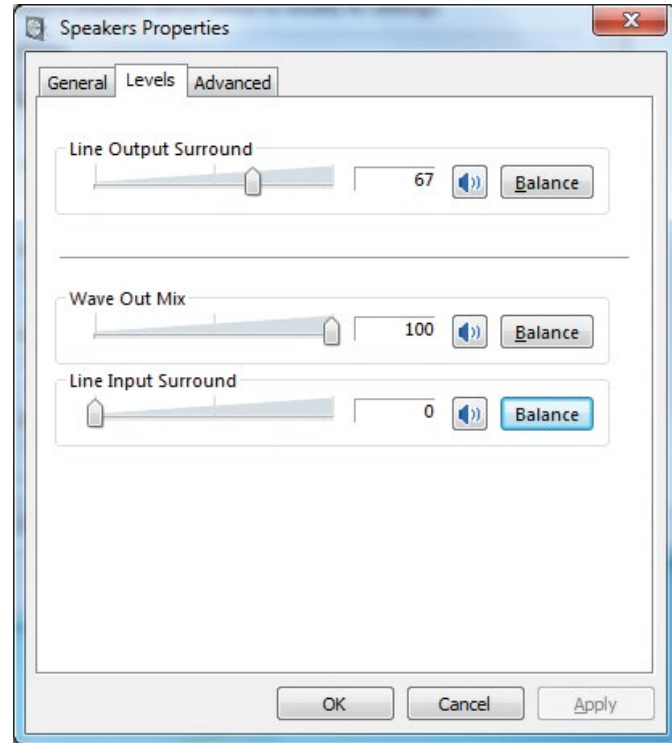 Speakers Properties
General Levels Advanced
Line Output Surround
67 Balance
Wave Out Mix
100 Balance
Line Input Surround
0 Balance
OK Cancel Apply